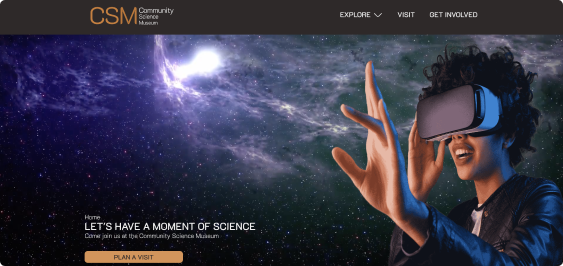 CSM
Community
Science
Museum
EXPLORE
VISIT
GET INVOLVED
Home
LET'S HAVE A MOMENT OF SCIENCE
Come join us at the Community Science Museum
PLAN A VISIT